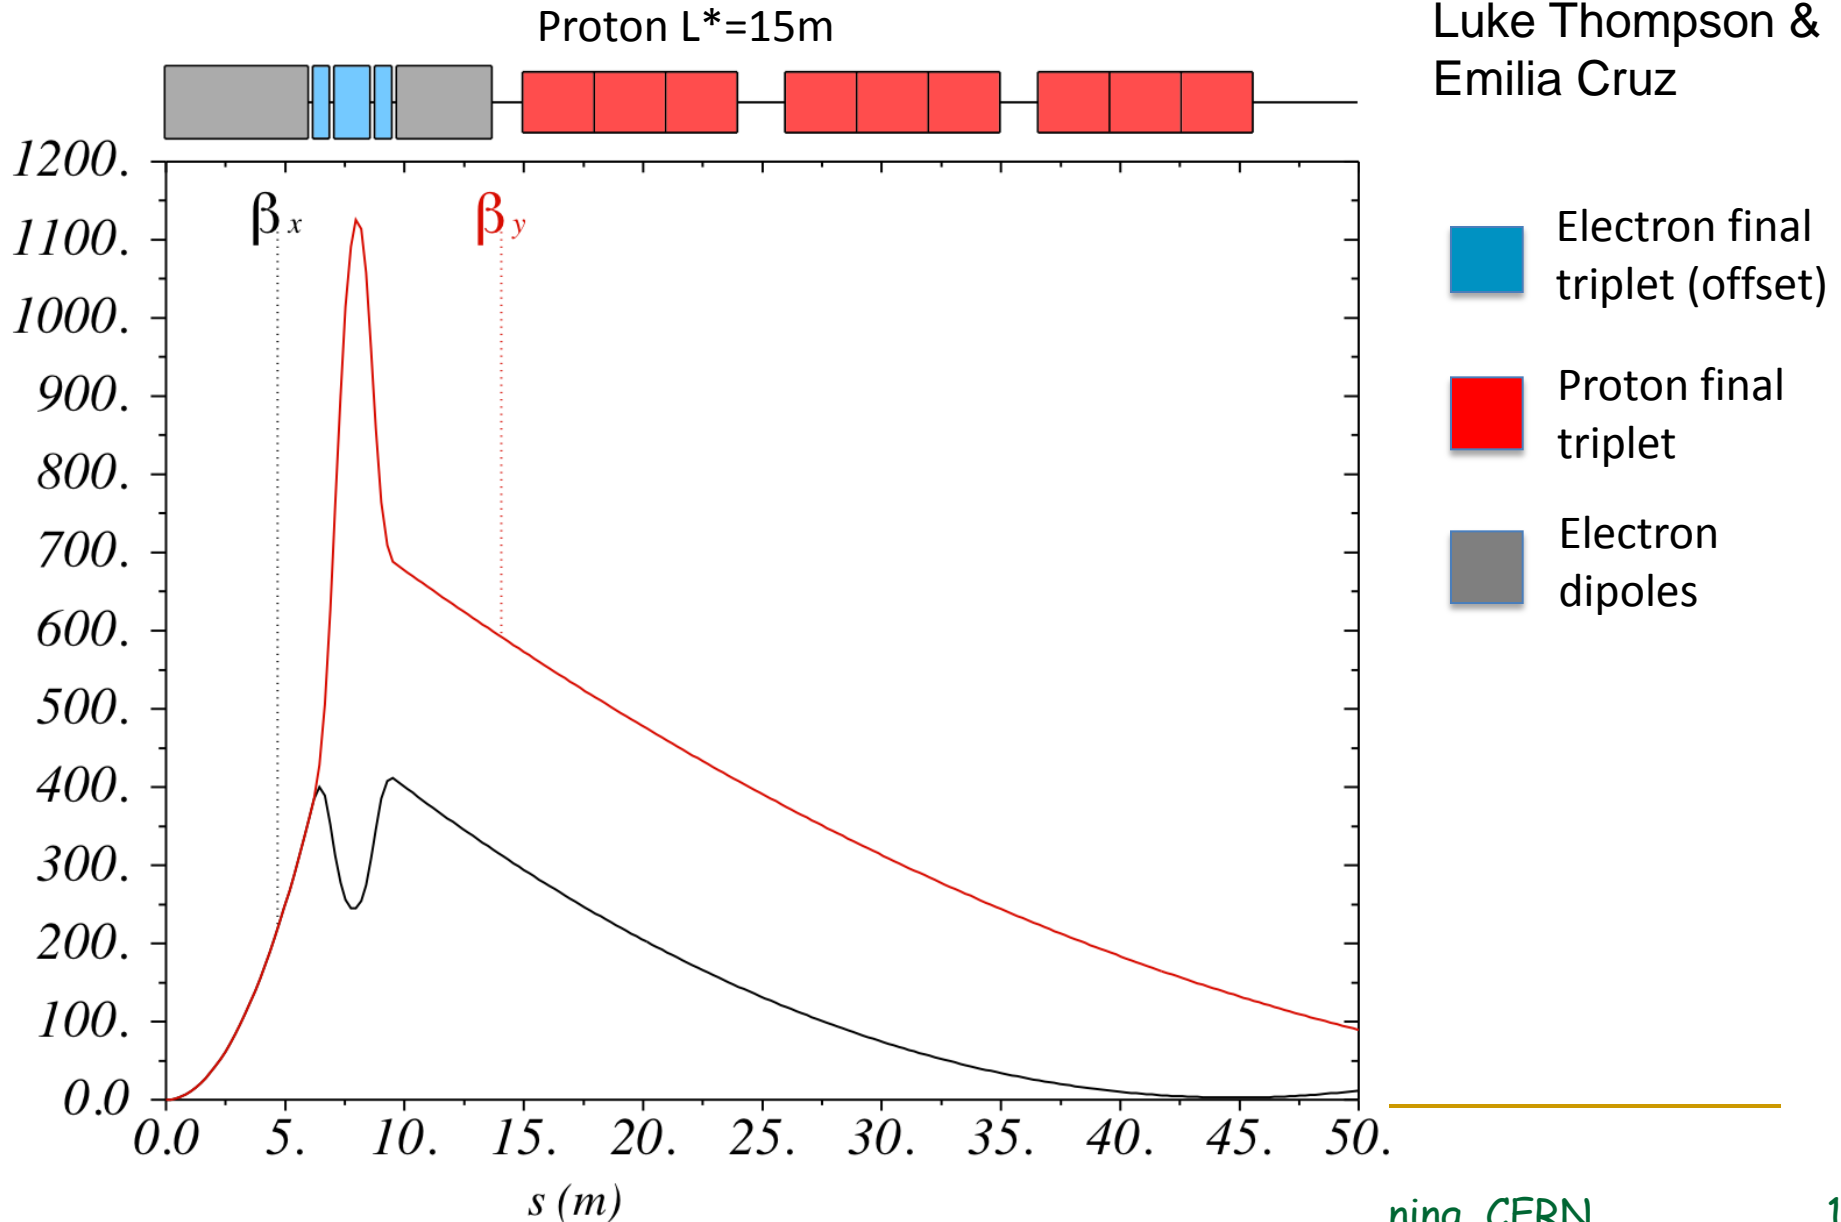 Proton L*=15m
Luke Thompson &
Emilia Cruz
1200.
1100.
1000.
900.
800.
700.
600.
500.
400.
300.
200.
100.
0.0
βx
βy
0.0 5. 10. 15. 20. 25. 30. 35. 40. 45. 50.
s (m)
Electron final
triplet (offset)
Proton final
triplet
Electron
dipoles
CERN 1